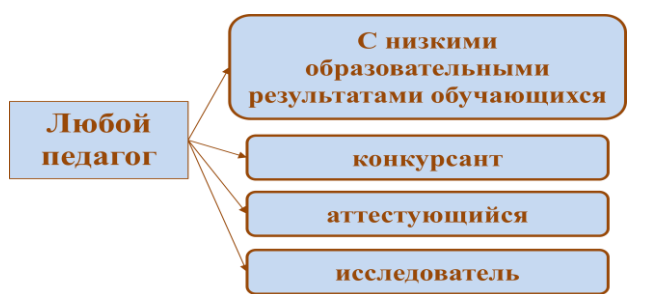 Любой
педагог
С низкими
образовательными
результатами обучающихся
конкурсант
аттестующийся
исследователь